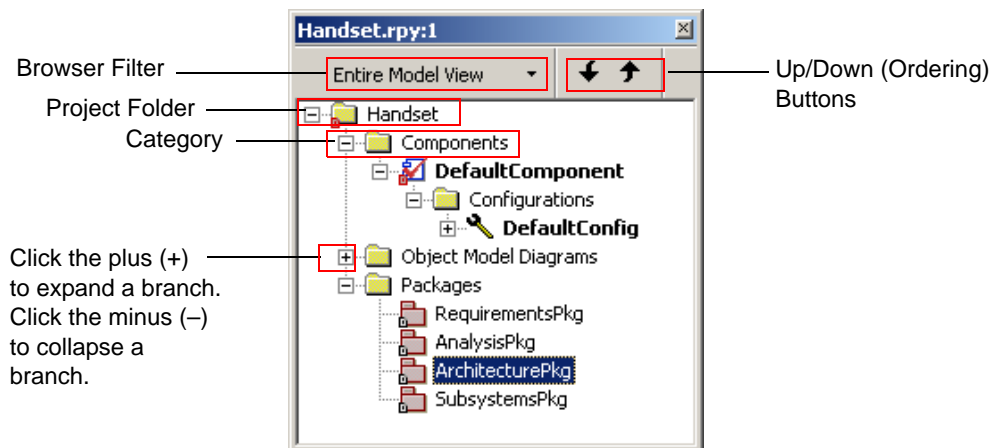 Handset.rpy:1
Browser Filter
Entire Model View
Up/Down (Ordering)
Buttons
Project Folder
Handset
Category
Components
DefaultComponent
Configurations
DefaultConfig
Click the plus (+)
to expand a branch.
Click the minus (–)
to collapse a
branch.
Object Model Diagrams
Packages
RequirementsPkg
AnalysisPkg
ArchitecturePkg
SubsystemsPkg